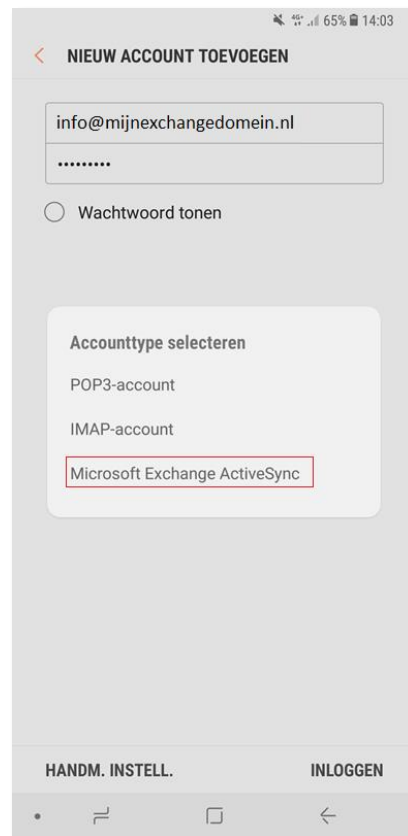 4G+ 65% 14:03
NIEUW ACCOUNT TOEVOEGEN
info@mijnexchangedomein.nl
•••••••••
Wachtwoord tonen
Accounttype selecteren
POP3-account
IMAP-account
Microsoft Exchange ActiveSync
HANDM. INSTELL. INLOGGEN